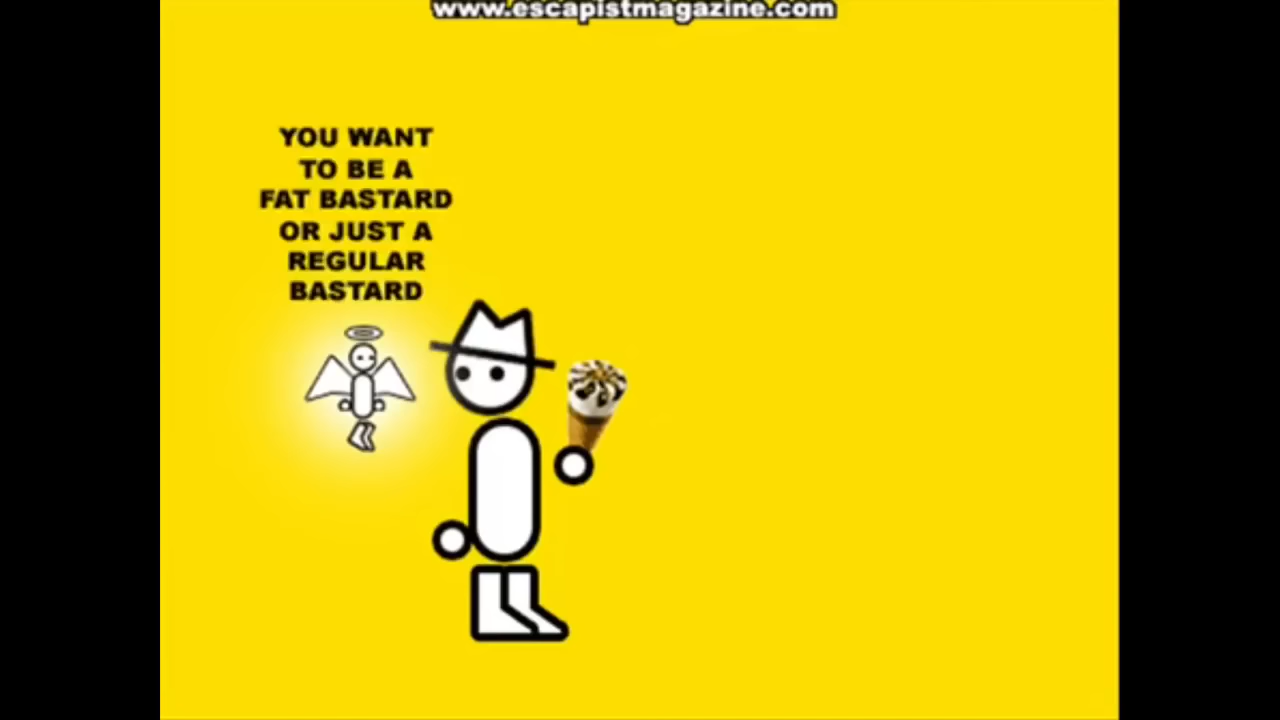 www.escapistmagazine.com
YOU WANT
TO BE A
FAT BASTARD
OR JUST A
REGULAR
BASTARD